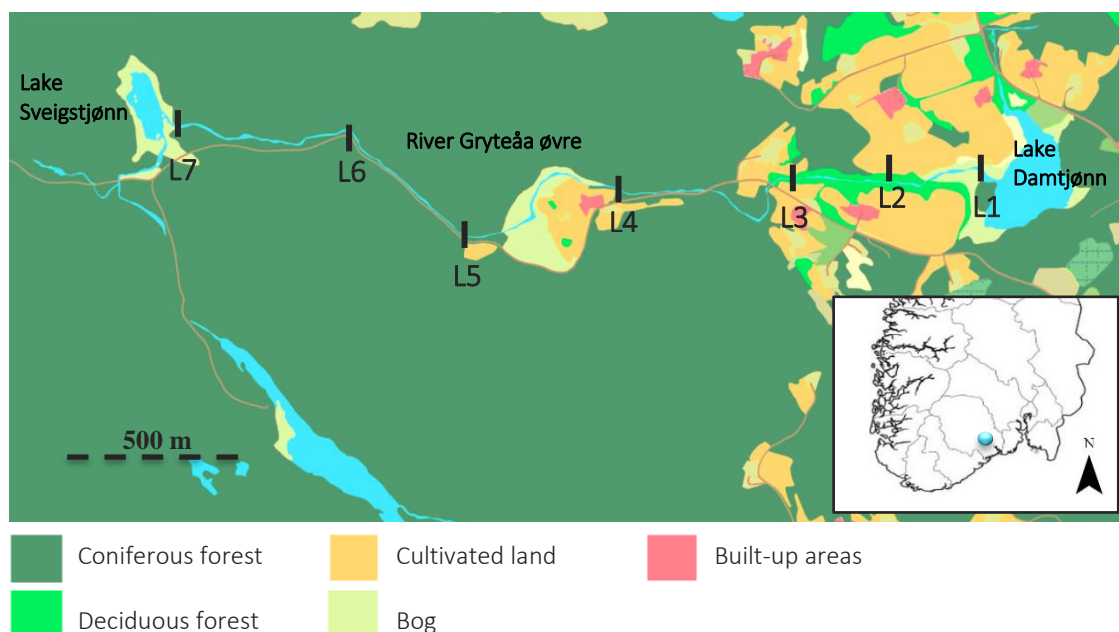 Lake
Sveigstjønn
River Gryteåa øvre
Lake
Damtjønn
L7
L6
L5
L4
L3
L2
L1
500 m
N
Coniferous forest
Cultivated land
Built-up areas
Deciduous forest
Bog